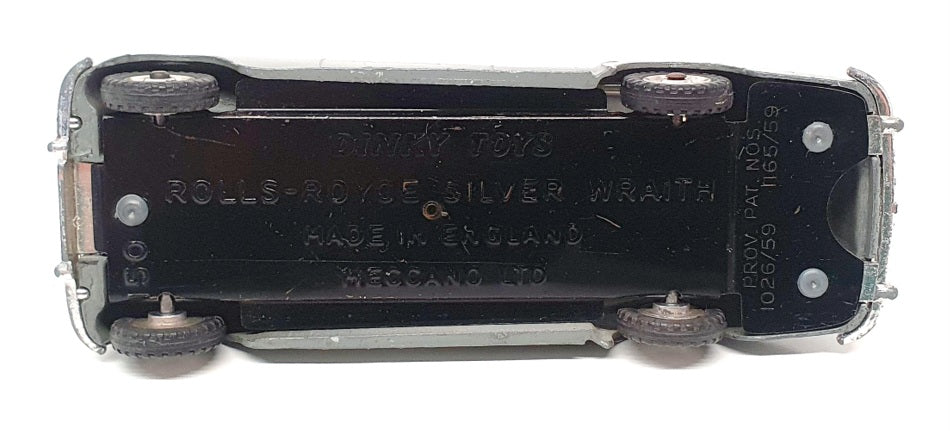 DINKY TOYS
ROLLS-ROYCE SILVER WRAITH
MADE IN ENGLAND
MECCANO LTD
150
PROV. PAT. NOS.
1026/59 1165/59